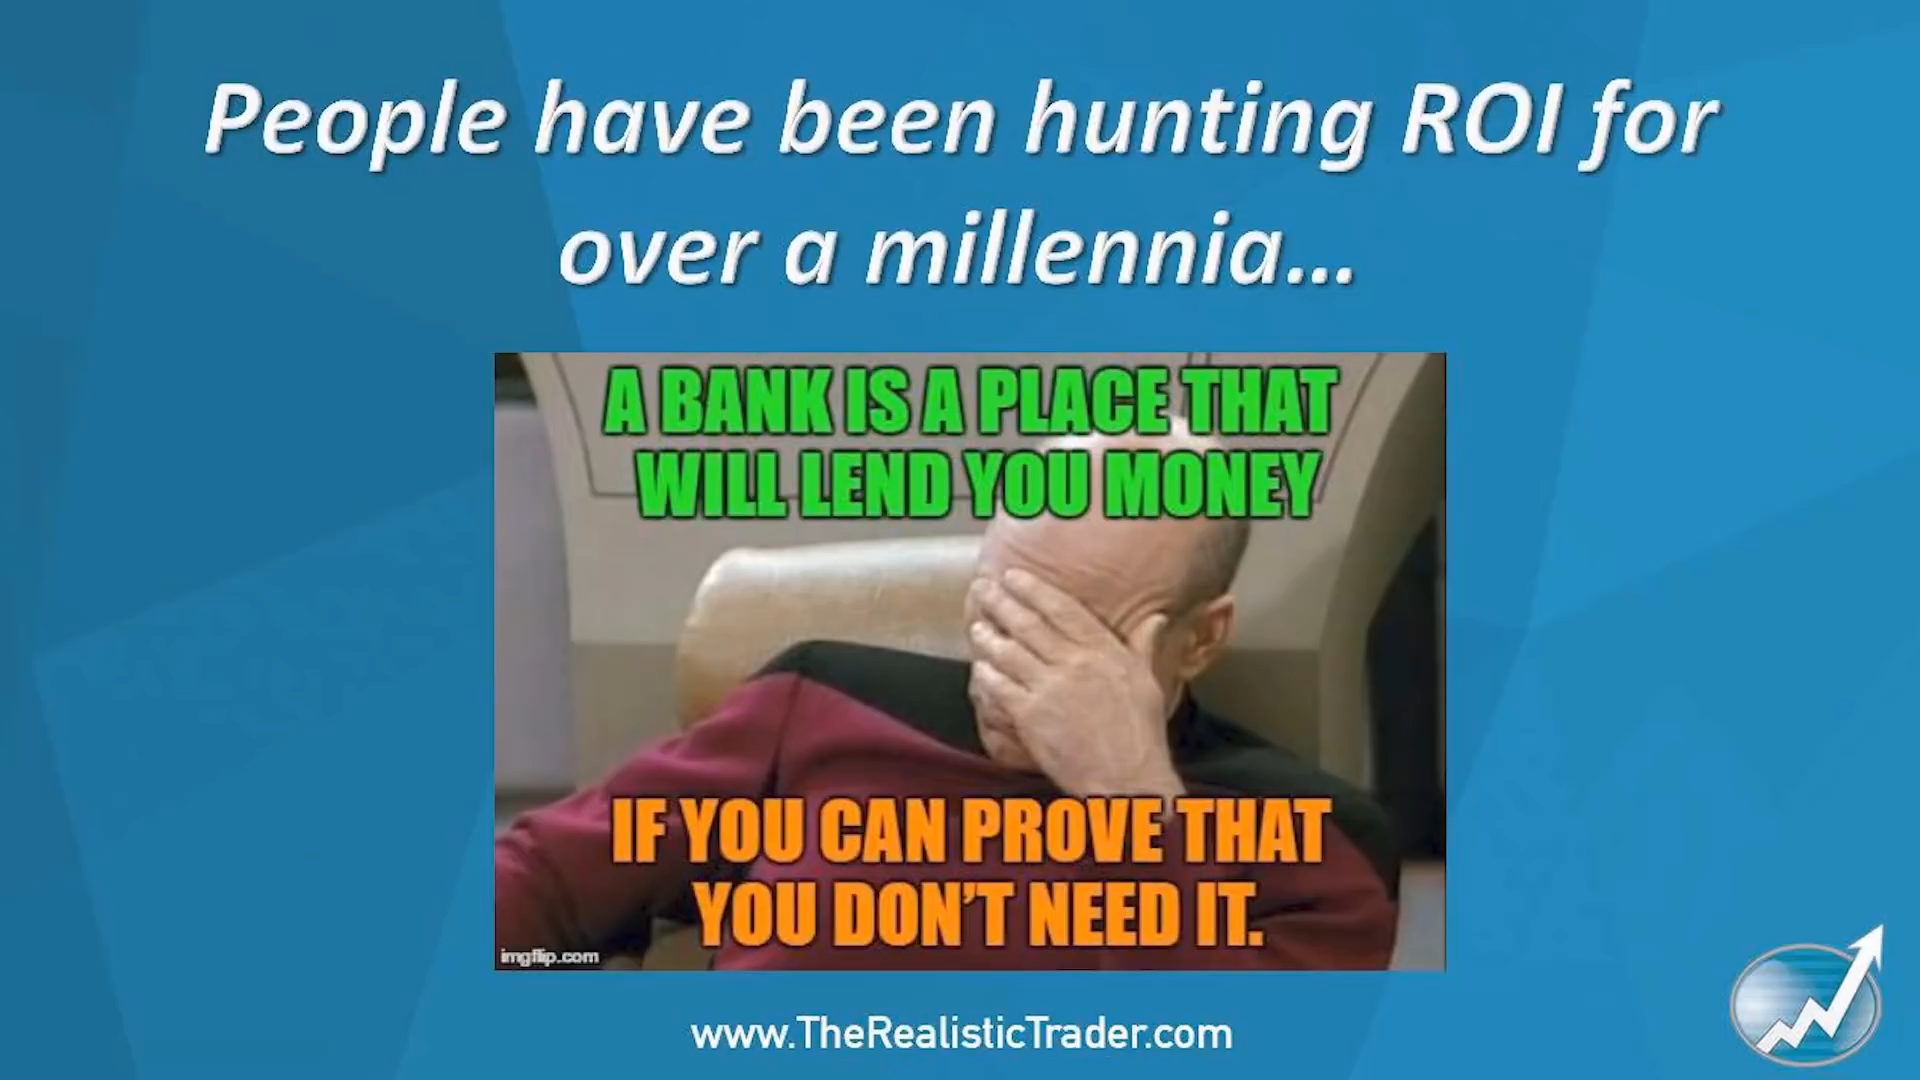 People have been hunting ROI for
over a millennia...
A BANK IS A PLACE THAT
WILL LEND YOU MONEY
IF YOU CAN PROVE THAT
YOU DON'T NEED IT.
imgflip.com
www.TheRealisticTrader.com